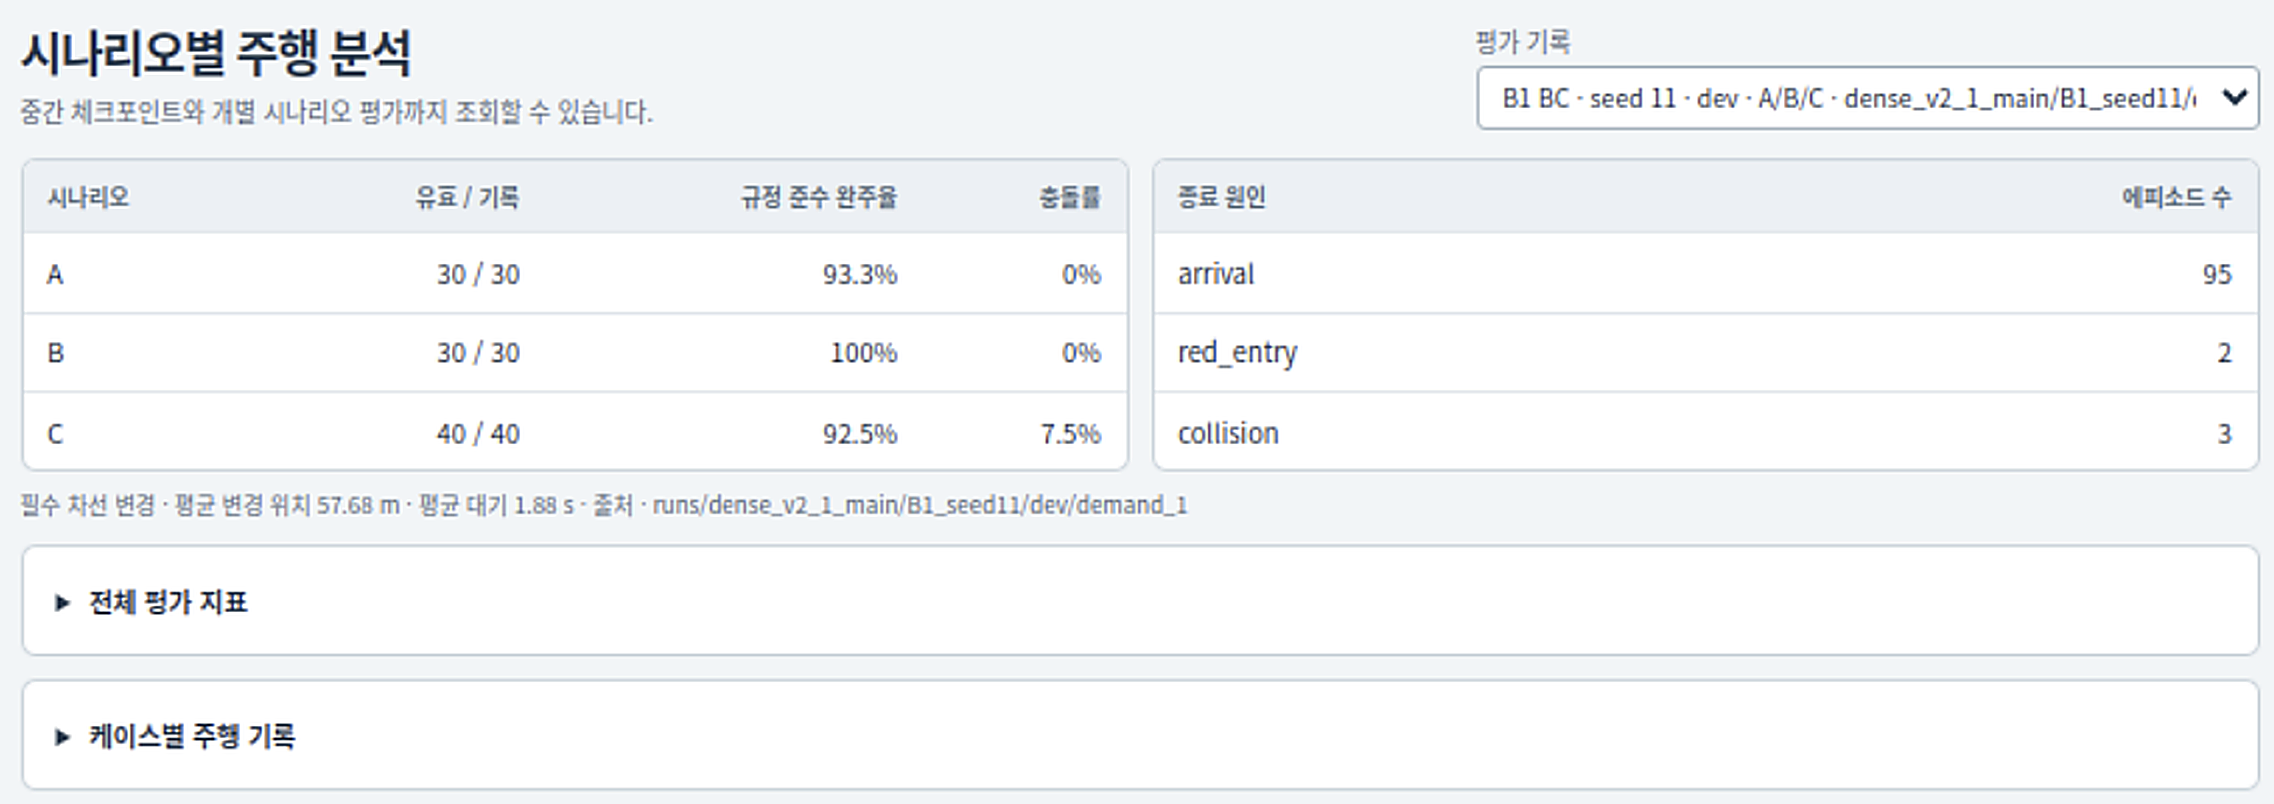 시나리오별 주행 분석
중간 체크포인트와 개별 시나리오 평가까지 조회할 수 있습니다.
평가 기록
B1 BC · seed 11 · dev · A/B/C · dense_v2_1_main/B1_seed11/
시나리오 유효 / 기록 규정 준수 완주율 충돌률
A 30 / 30 93.3% 0%
B 30 / 30 100% 0%
C 40 / 40 92.5% 7.5%
종료 원인 에피소드 수
arrival 95
red_entry 2
collision 3
필수 차선 변경 · 평균 변경 위치 57.68 m · 평균 대기 1.88 s · 출처 · runs/dense_v2_1_main/B1_seed11/dev/demand_1
▶ 전체 평가 지표
▶ 케이스별 주행 기록